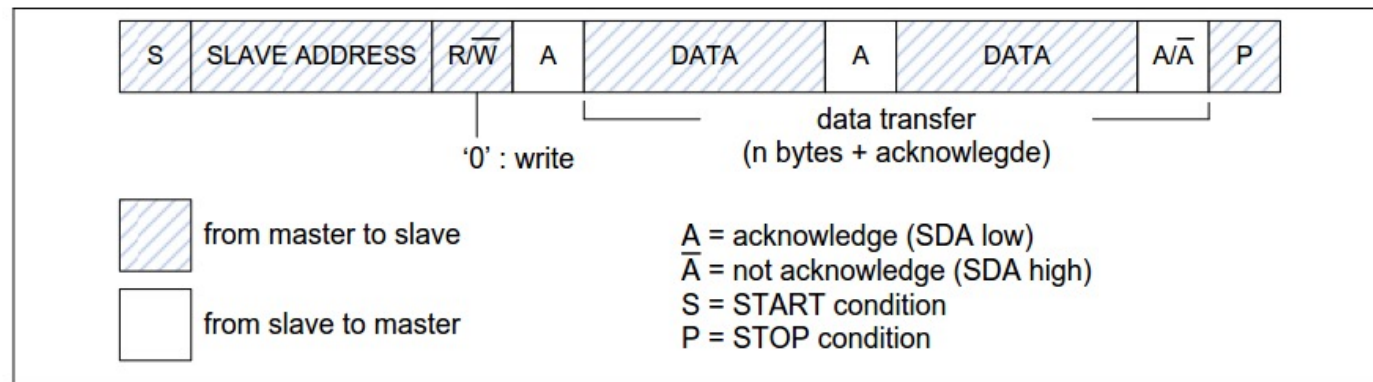 S SLAVE ADDRESS R/W̅ A DATA A DATA A/A̅ P
data transfer
(n bytes + acknowlegde)
‘0’ : write
from master to slave
from slave to master
A = acknowledge (SDA low)
A̅ = not acknowledge (SDA high)
S = START condition
P = STOP condition